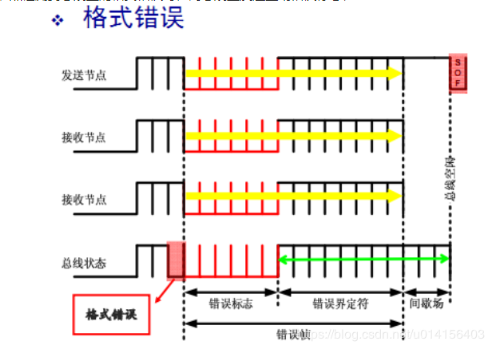 ❖ 格式错误
发送节点
SOF
接收节点
接收节点
总线空闲
总线状态
错误标志
错误界定符
间歇场
格式错误
错误帧
https://blog.csdn.net/u014156403